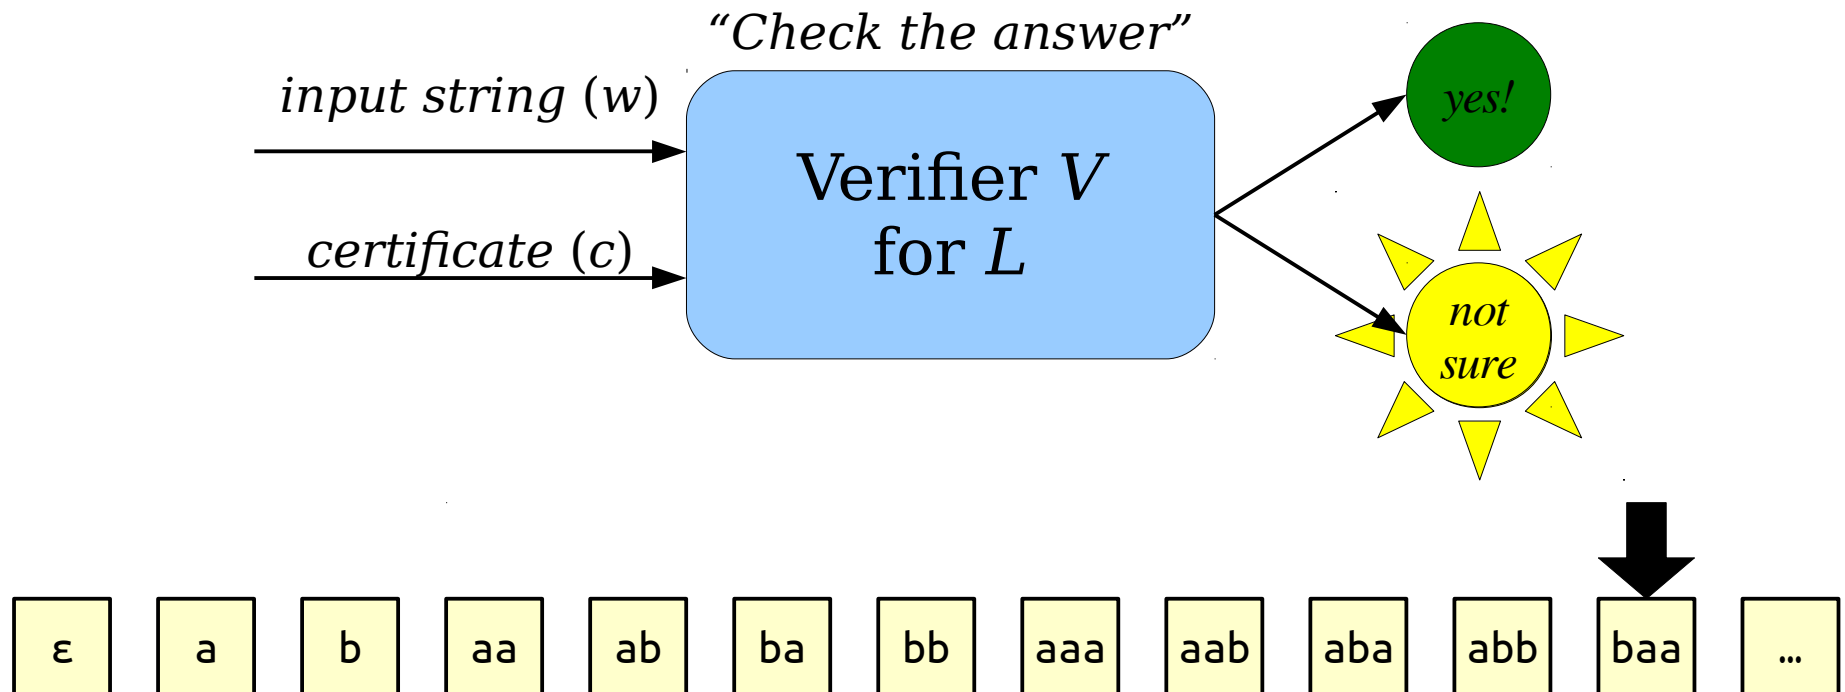 “Check the answer”
input string (w)
certificate (c)
Verifier V
for L
yes!
not
sure
ε a b aa ab ba bb aaa aab aba abb baa …